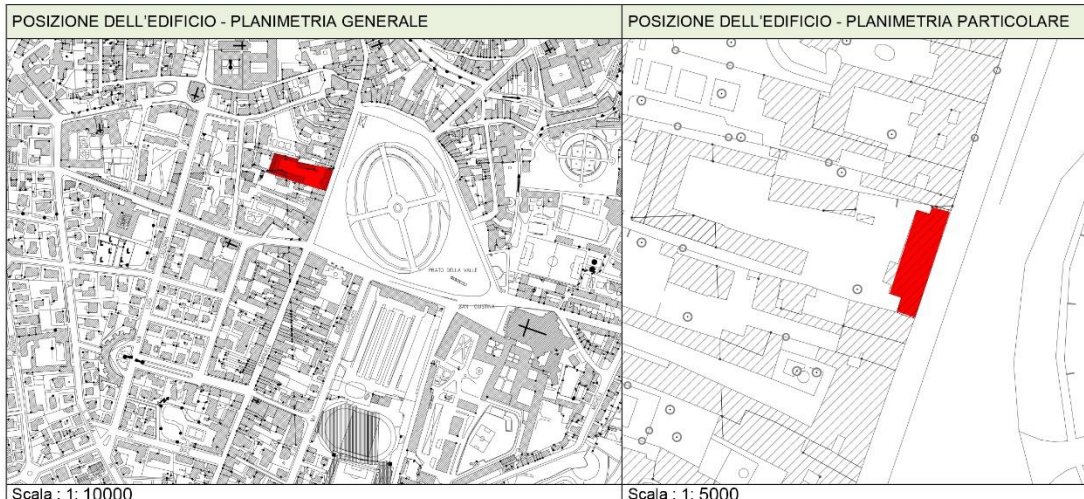 POSIZIONE DELL'EDIFICIO - PLANIMETRIA GENERALE
POSIZIONE DELL'EDIFICIO - PLANIMETRIA PARTICOLARE
PRATO DELLA VALLE
Scala : 1: 10000
Scala : 1: 5000